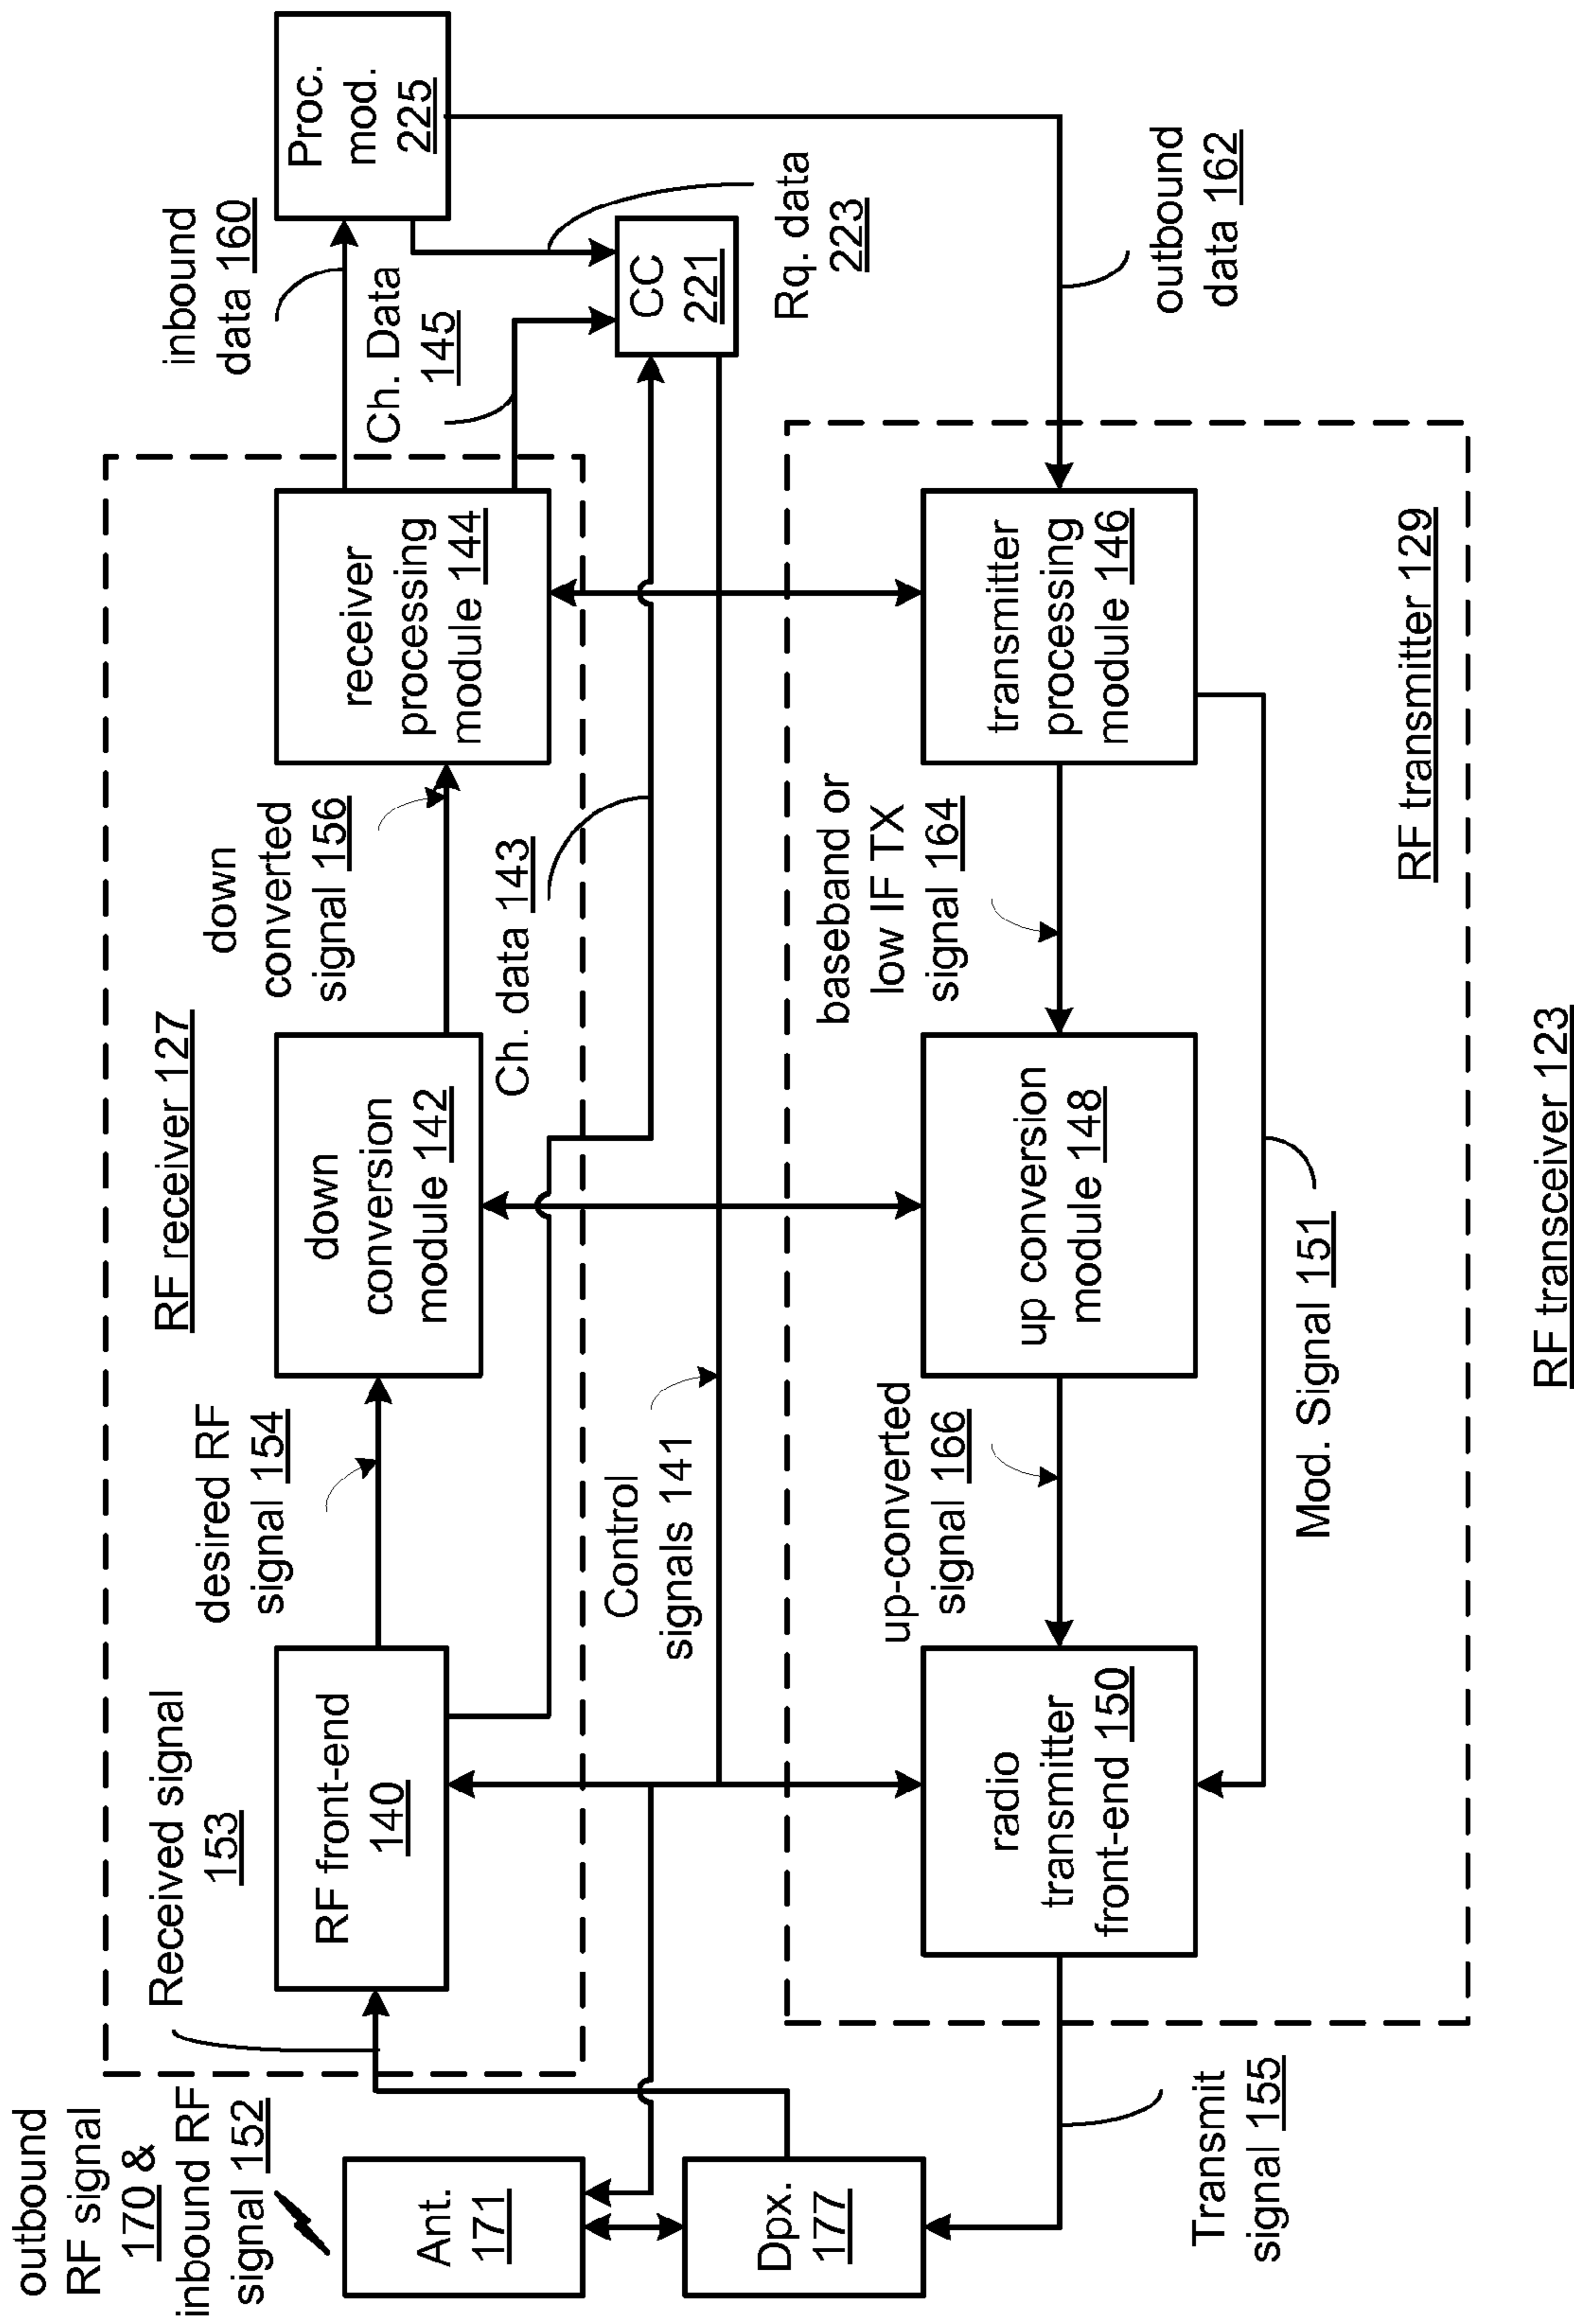 outbound
RF signal
170 &
inbound RF
signal 152
Ant.
171
Dpx.
177
Received signal
153
RF front-end
140
desired RF
signal 154
RF receiver 127
down
conversion
module 142
down
converted
signal 156
receiver
processing
module 144
inbound
data 160
Ch. Data
145
Proc.
mod.
225
CC
221
Rq. data
223
Ch. data 143
Control
signals 141
Transmit
signal 155
radio
transmitter
front-end 150
up-converted
signal 166
up conversion
module 148
baseband or
low IF TX
signal 164
transmitter
processing
module 146
outbound
data 162
Mod. Signal 151
RF transmitter 129
RF transceiver 123